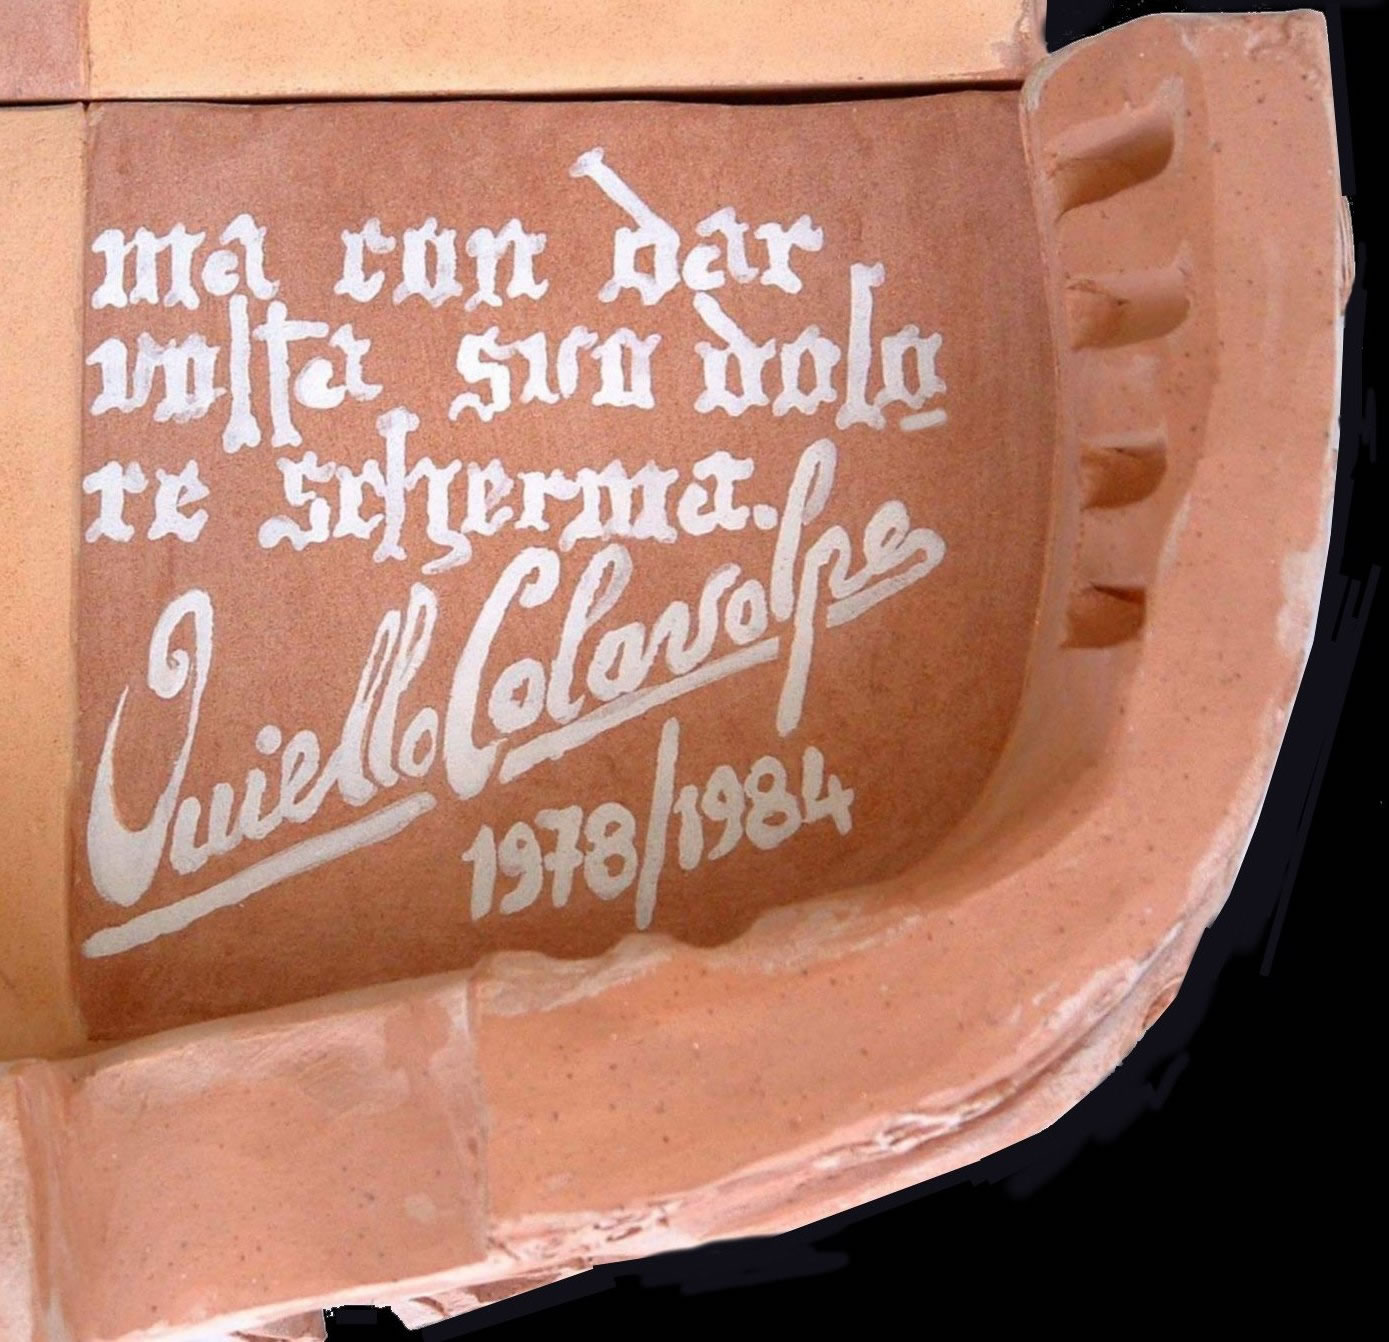 ma con dar
volta suo dolo
re scherma.
Quiello Colavolpe
1978/1984